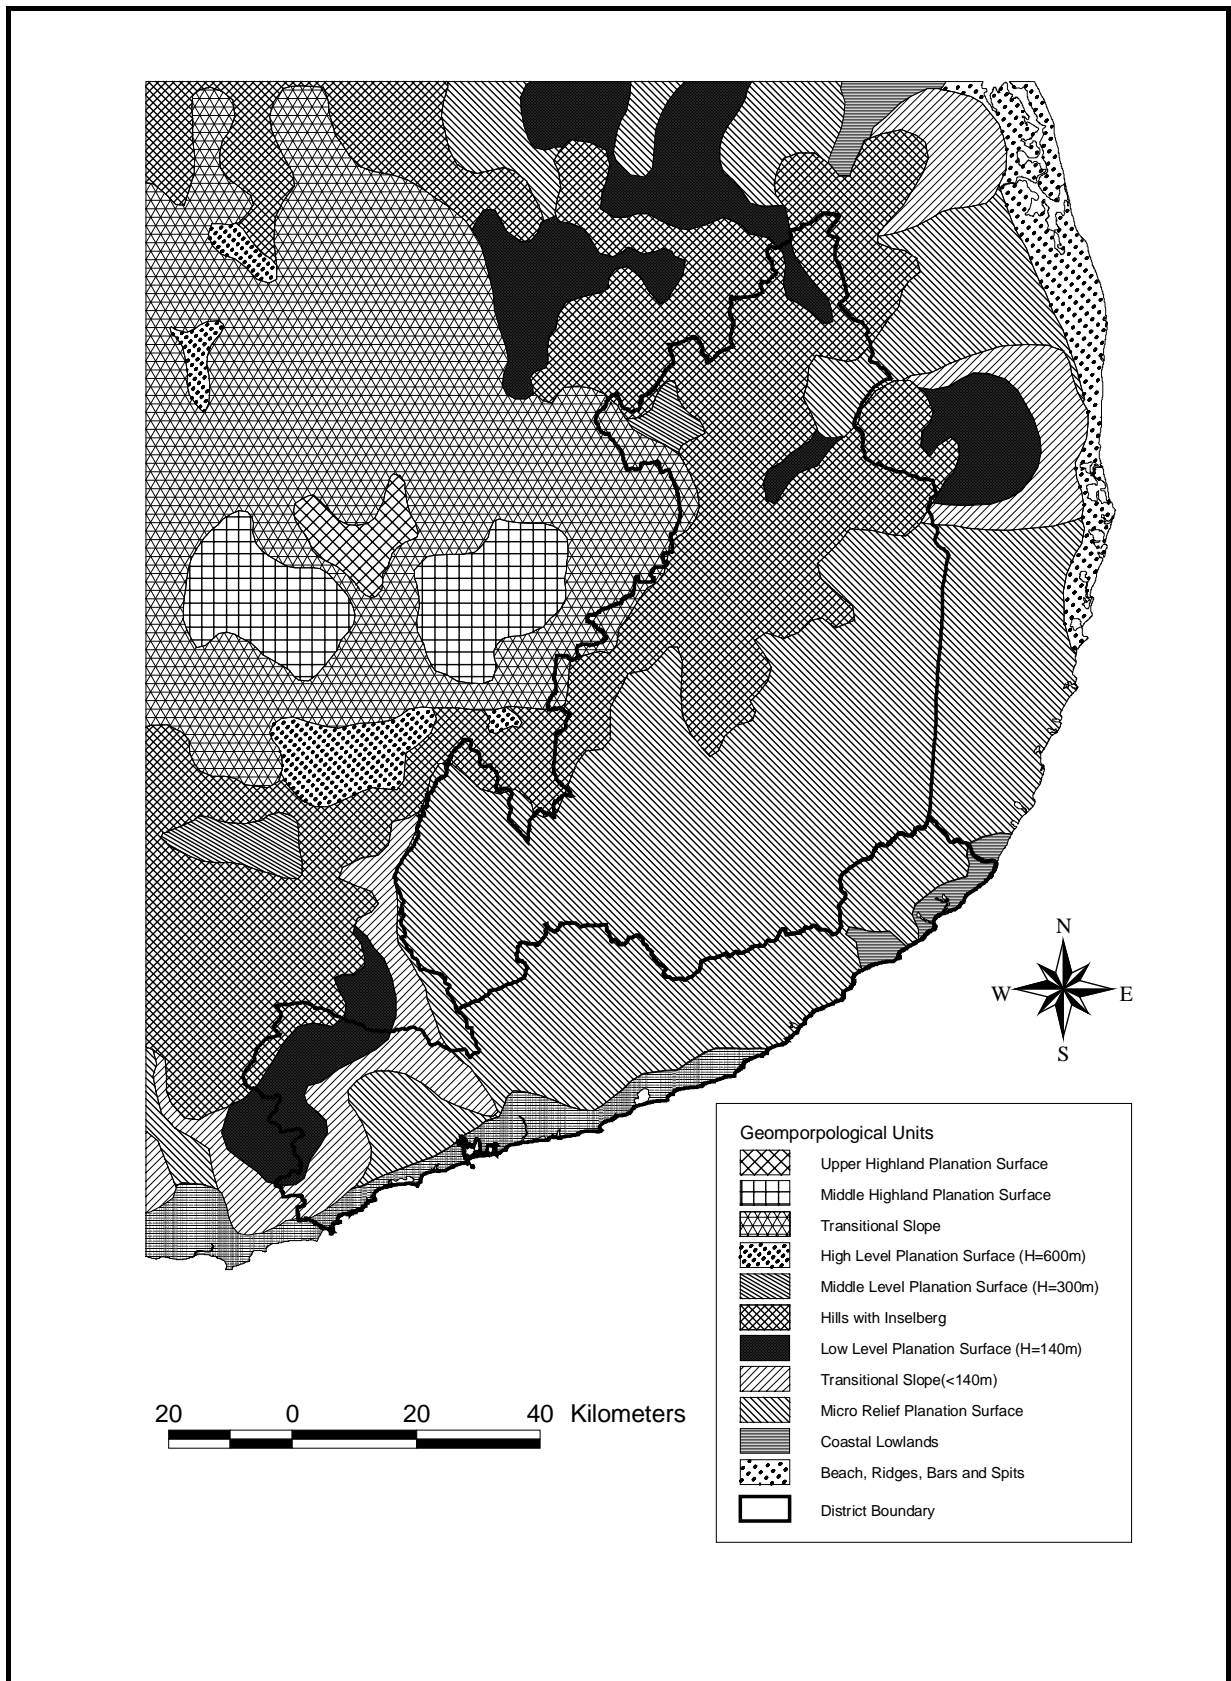 N
W E
S
Geomporpological Units
Upper Highland Planation Surface
Middle Highland Planation Surface
Transitional Slope
High Level Planation Surface (H=600m)
Middle Level Planation Surface (H=300m)
Hills with Inselberg
Low Level Planation Surface (H=140m)
Transitional Slope(<140m)
Micro Relief Planation Surface
Coastal Lowlands
Beach, Ridges, Bars and Spits
District Boundary
20 0 20 40 Kilometers